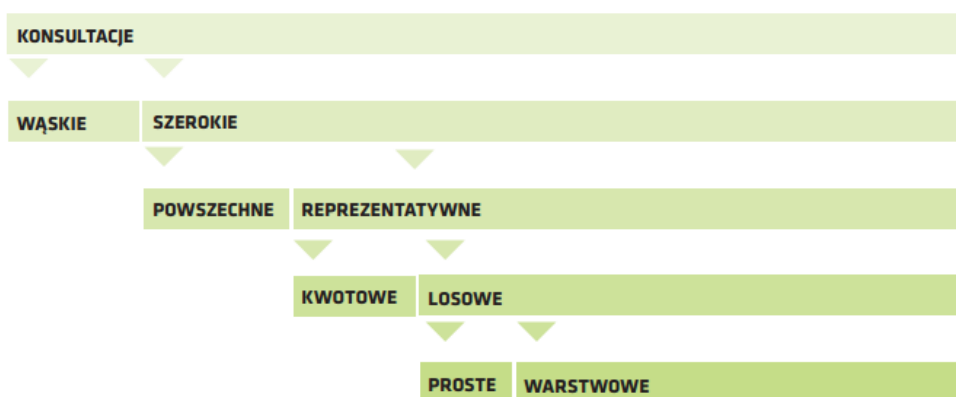 KONSULTACJE
WĄSKIE SZEROKIE
POWSZECHNE REPREZENTATYWNE
KWOTOWE LOSOWE
PROSTE WARSTWOWE